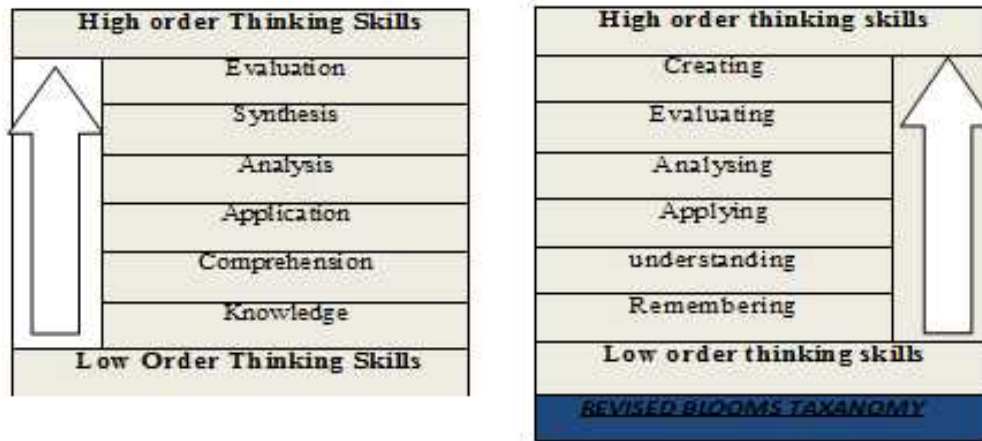 High order Thinking Skills
Evaluation
Synthesis
Analysis
Application
Comprehension
Knowledge
Low Order Thinking Skills
High order thinking skills
Creating
Evaluating
Analysing
Applying
understanding
Remembering
Low order thinking skills
REVISED BLOOMS TAXANOMY